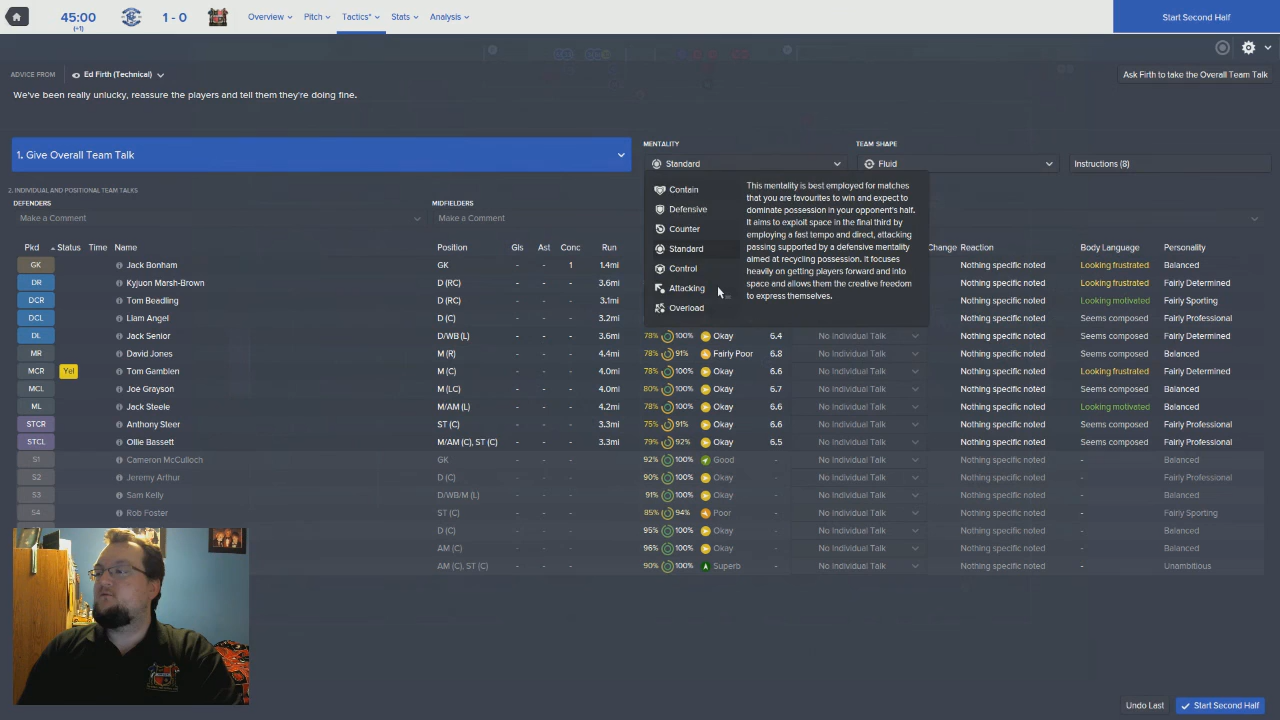 45:00
(+1)
1 - 0
Overview
Pitch
Tactics*
Stats
Analysis
Start Second Half
ADVICE FROM
Ed Firth (Technical)
Ask Firth to take the Overall Team Talk
We've been really unlucky, reassure the players and tell them they're doing fine.
1. Give Overall Team Talk
MENTALITY
Standard
TEAM SHAPE
Fluid
Instructions (8)
2. INDIVIDUAL AND POSITIONAL TEAM TALKS
DEFENDERS
Make a Comment
MIDFIELDERS
Make a Comment
Contain
Defensive
Counter
Standard
Control
Attacking
Overload
This mentality is best employed for matches
that you are favourites to win and expect to
dominate possession in your opponent's half.
It aims to exploit space in the final third by
employing a fast tempo and direct, attacking
passing supported by a defensive mentality
aimed at recycling possession. It focuses
heavily on getting players forward and into
space and allows them the creative freedom
to express themselves.
Pkd Status Time Name Position Gls Ast Conc Run Change Reaction Body Language Personality
GK Jack Bonham GK - - 1 1.4mi Nothing specific noted Looking frustrated Balanced
DR Kyjuon Marsh-Brown D (RC) - - 3.6mi Nothing specific noted Looking frustrated Fairly Determined
DCR Tom Beadling D (RC) - - 3.1mi Nothing specific noted Looking motivated Fairly Sporting
DCL Liam Angel D (C) - - 3.2mi Nothing specific noted Seems composed Fairly Professional
DL Jack Senior D/WB (L) - - 3.6mi 78% 100% Okay 6.4 No Individual Talk Nothing specific noted Seems composed Fairly Determined
MR David Jones M (R) - - 4.4mi 78% 91% Fairly Poor 6.8 No Individual Talk Nothing specific noted Seems composed Balanced
MCR Yel Tom Gamblen M (C) - - 4.0mi 78% 100% Okay 6.6 No Individual Talk Nothing specific noted Looking frustrated Fairly Determined
MCL Joe Grayson M (LC) - - 4.0mi 80% 100% Okay 6.7 No Individual Talk Nothing specific noted Seems composed Balanced
ML Jack Steele M/AM (L) - - 4.2mi 78% 100% Okay 6.6 No Individual Talk Nothing specific noted Looking motivated Balanced
STCR Anthony Steer ST (C) - - 3.3mi 75% 91% Okay 6.6 No Individual Talk Nothing specific noted Seems composed Fairly Professional
STCL Ollie Bassett M/AM (C), ST (C) - - 3.3mi 79% 92% Okay 6.5 No Individual Talk Nothing specific noted Seems composed Fairly Professional
S1 Cameron McCulloch GK - - - 92% 100% Good - No Individual Talk Nothing specific noted - Balanced
S2 Jeremy Arthur D (C) - - - 90% 100% Okay - No Individual Talk Nothing specific noted - Fairly Professional
S3 Sam Kelly D/WB/M (L) - - - 91% 100% Okay - No Individual Talk Nothing specific noted - Balanced
S4 Rob Foster ST (C) - - - 85% 94% Poor - No Individual Talk Nothing specific noted - Fairly Sporting
D (C) - - - 95% 100% Okay - No Individual Talk Nothing specific noted - Balanced
AM (C) - - - 96% 100% Okay - No Individual Talk Nothing specific noted - Balanced
AM (C), ST (C) - - - 90% 100% Superb - No Individual Talk Nothing specific noted - Unambitious
Undo Last
Start Second Half